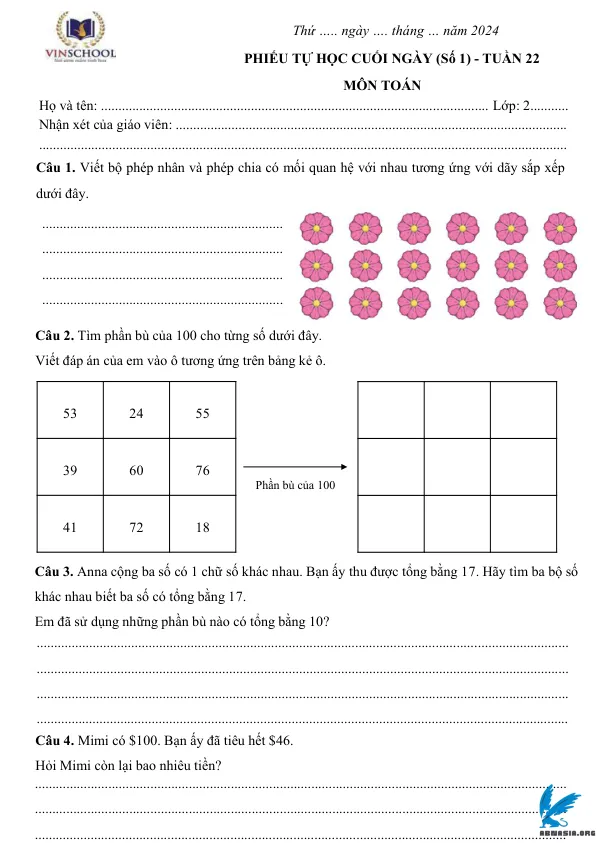 Thứ ..... ngày .... tháng ... năm 2024
VINSCHOOL
PHIẾU TỰ HỌC CUỐI NGÀY (Số 1) - TUẦN 22
MÔN TOÁN
Họ và tên: ............................................................ Lớp: 2...........
Nhận xét của giáo viên: ............................................................
............................................................
Câu 1. Viết bộ phép nhân và phép chia có mối quan hệ với nhau tương ứng với dãy sắp xếp
dưới đây.
............................................................
............................................................
............................................................
............................................................
Câu 2. Tìm phần bù của 100 cho từng số dưới đây.
Viết đáp án của em vào ô tương ứng trên bảng kẻ ô.
53 24 55
39 60 76
Phần bù của 100
41 72 18
Câu 3. Anna cộng ba số có 1 chữ số khác nhau. Bạn ấy thu được tổng bằng 17. Hãy tìm ba bộ số
khác nhau biết ba số có tổng bằng 17.
Em đã sử dụng những phần bù nào có tổng bằng 10?
............................................................
............................................................
............................................................
............................................................
Câu 4. Mimi có $100. Bạn ấy đã tiêu hết $46.
Hỏi Mimi còn lại bao nhiêu tiền?
............................................................
............................................................
............................................................